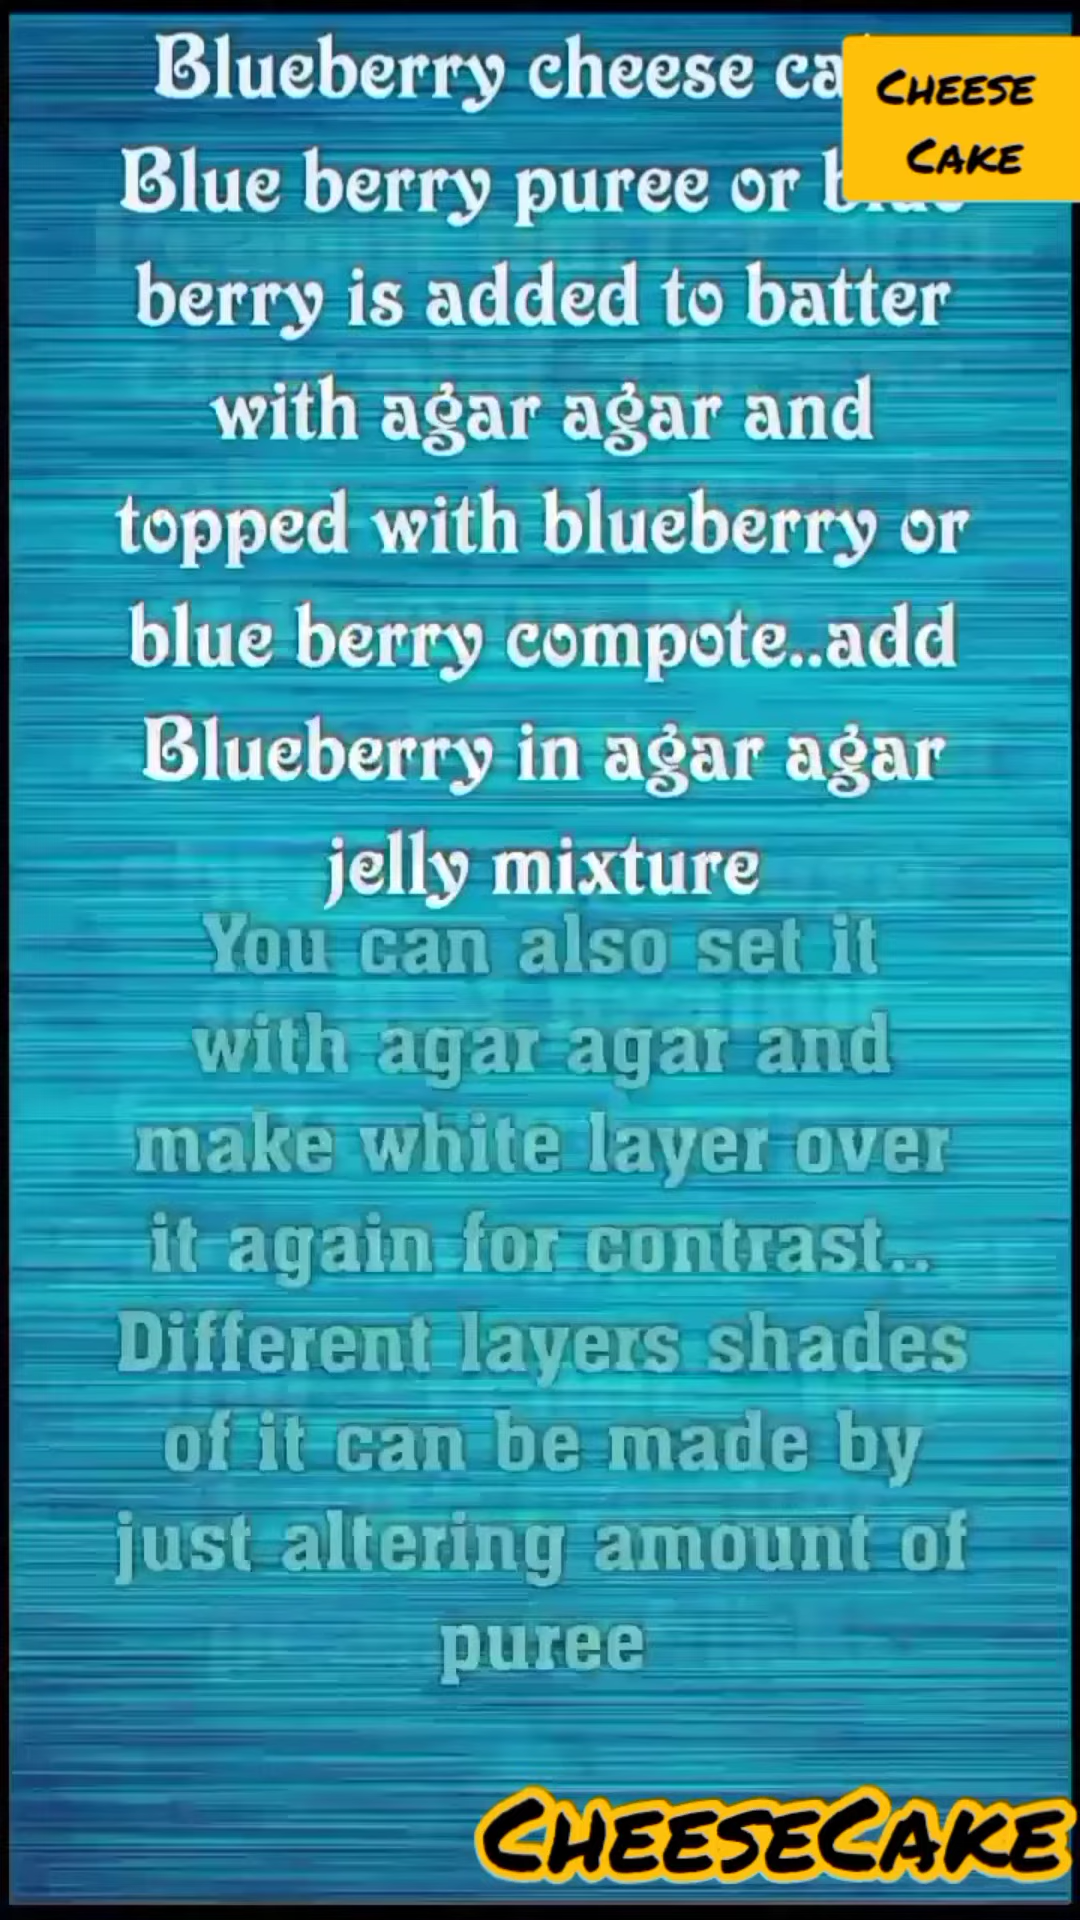 Blueberry cheese
CHEESE
CAKE
Blue berry puree or blue
berry is added to batter
with agar agar and
topped with blueberry or
blue berry compote..add
Blueberry in agar agar
jelly mixture
You can also set it
with agar agar and
make white layer over
it again for contrast..
Different layers shades
of it can be made by
just altering amount of
puree
CHEESECAKE